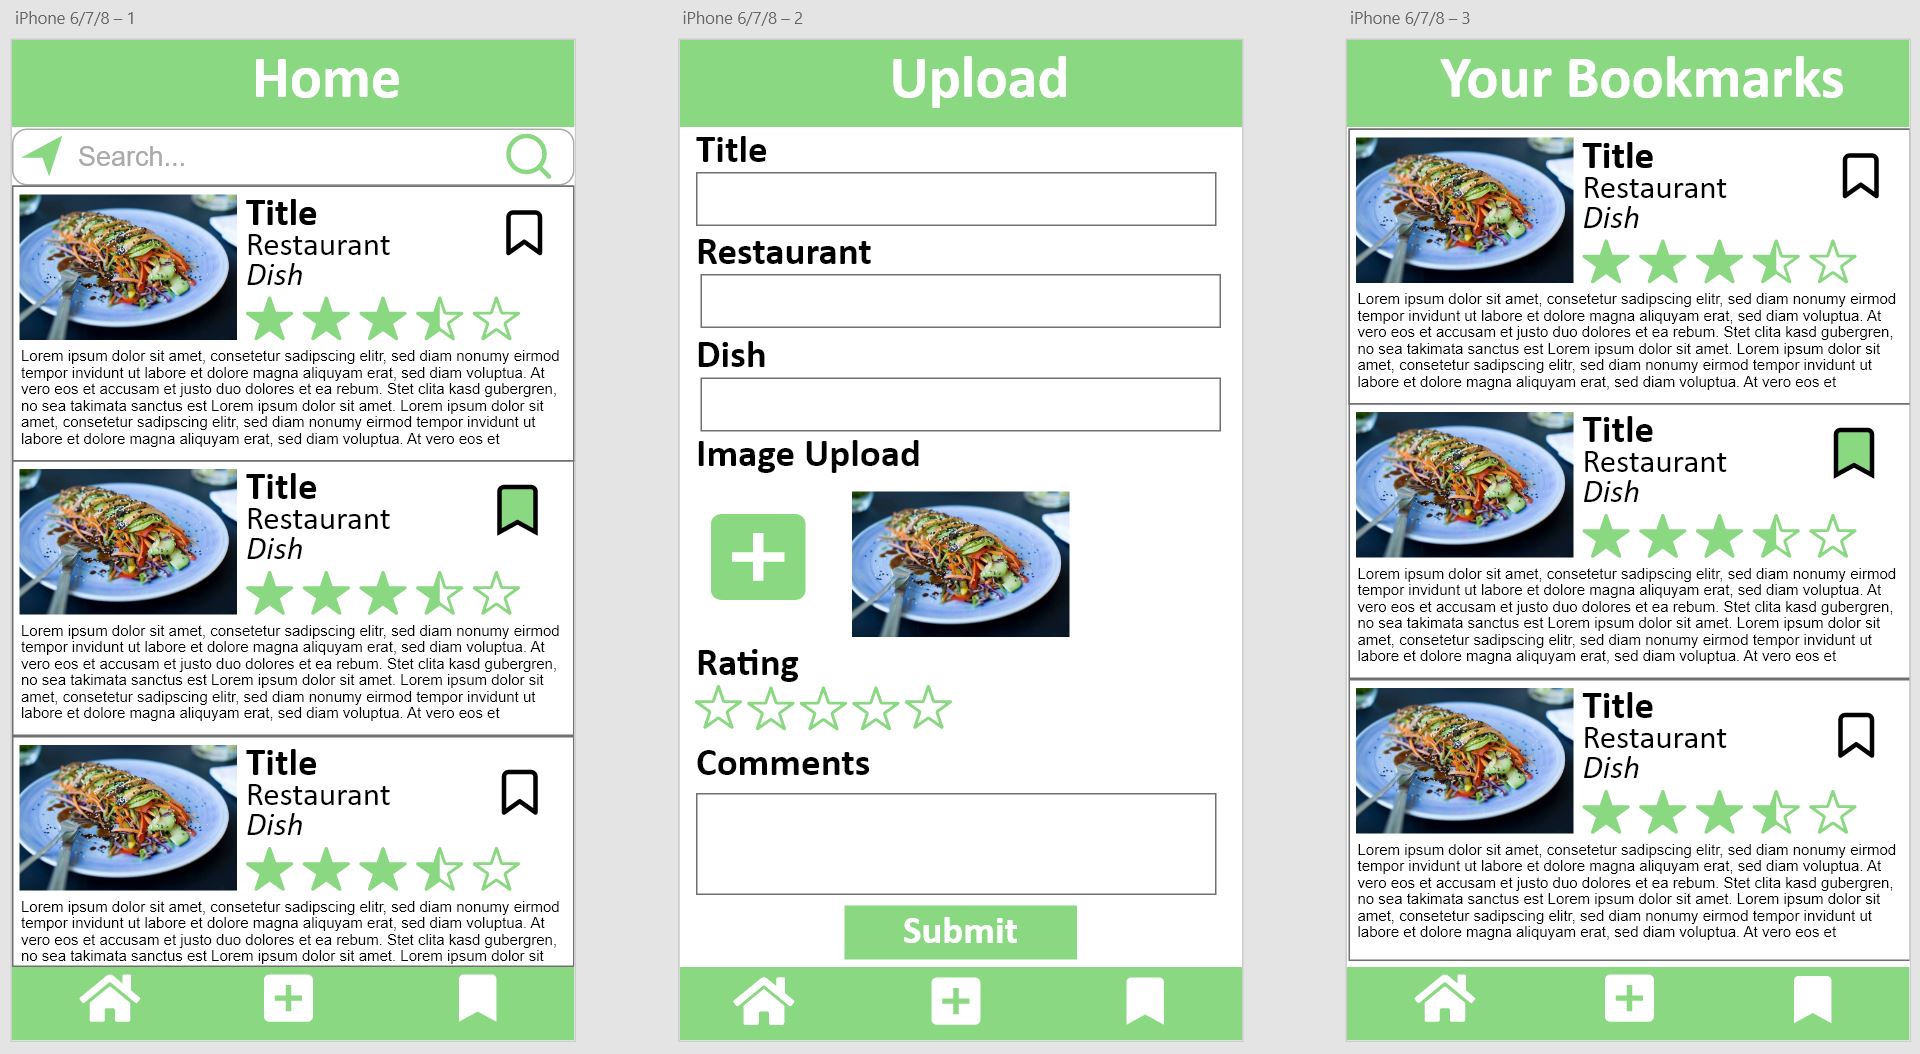 iPhone 6/7/8 – 1
Home
Search...
Title
Restaurant
Dish
Lorem ipsum dolor sit amet, consetetur sadipscing elitr, sed diam nonumy eirmod
tempor invidunt ut labore et dolore magna aliquyam erat, sed diam voluptua. At
vero eos et accusam et justo duo dolores et ea rebum. Stet clita kasd gubergren,
no sea takimata sanctus est Lorem ipsum dolor sit amet. Lorem ipsum dolor sit
amet, consetetur sadipscing elitr, sed diam nonumy eirmod tempor invidunt ut
labore et dolore magna aliquyam erat, sed diam voluptua. At vero eos et
Title
Restaurant
Dish
Lorem ipsum dolor sit amet, consetetur sadipscing elitr, sed diam nonumy eirmod
tempor invidunt ut labore et dolore magna aliquyam erat, sed diam voluptua. At
vero eos et accusam et justo duo dolores et ea rebum. Stet clita kasd gubergren,
no sea takimata sanctus est Lorem ipsum dolor sit amet. Lorem ipsum dolor sit
amet, consetetur sadipscing elitr, sed diam nonumy eirmod tempor invidunt ut
labore et dolore magna aliquyam erat, sed diam voluptua. At vero eos et
Title
Restaurant
Dish
Lorem ipsum dolor sit amet, consetetur sadipscing elitr, sed diam nonumy eirmod
tempor invidunt ut labore et dolore magna aliquyam erat, sed diam voluptua. At
vero eos et accusam et justo duo dolores et ea rebum. Stet clita kasd gubergren,
no sea takimata sanctus est Lorem ipsum dolor sit amet. Lorem ipsum dolor sit
iPhone 6/7/8 – 2
Upload
Title
Restaurant
Dish
Image Upload
Rating
Comments
Submit
iPhone 6/7/8 – 3
Your Bookmarks
Title
Restaurant
Dish
Lorem ipsum dolor sit amet, consetetur sadipscing elitr, sed diam nonumy eirmod
tempor invidunt ut labore et dolore magna aliquyam erat, sed diam voluptua. At
vero eos et accusam et justo duo dolores et ea rebum. Stet clita kasd gubergren,
no sea takimata sanctus est Lorem ipsum dolor sit amet. Lorem ipsum dolor sit
amet, consetetur sadipscing elitr, sed diam nonumy eirmod tempor invidunt ut
labore et dolore magna aliquyam erat, sed diam voluptua. At vero eos et
Title
Restaurant
Dish
Lorem ipsum dolor sit amet, consetetur sadipscing elitr, sed diam nonumy eirmod
tempor invidunt ut labore et dolore magna aliquyam erat, sed diam voluptua. At
vero eos et accusam et justo duo dolores et ea rebum. Stet clita kasd gubergren,
no sea takimata sanctus est Lorem ipsum dolor sit amet. Lorem ipsum dolor sit
amet, consetetur sadipscing elitr, sed diam nonumy eirmod tempor invidunt ut
labore et dolore magna aliquyam erat, sed diam voluptua. At vero eos et
Title
Restaurant
Dish
Lorem ipsum dolor sit amet, consetetur sadipscing elitr, sed diam nonumy eirmod
tempor invidunt ut labore et dolore magna aliquyam erat, sed diam voluptua. At
vero eos et accusam et justo duo dolores et ea rebum. Stet clita kasd gubergren,
no sea takimata sanctus est Lorem ipsum dolor sit amet. Lorem ipsum dolor sit
amet, consetetur sadipscing elitr, sed diam nonumy eirmod tempor invidunt ut
labore et dolore magna aliquyam erat, sed diam voluptua. At vero eos et